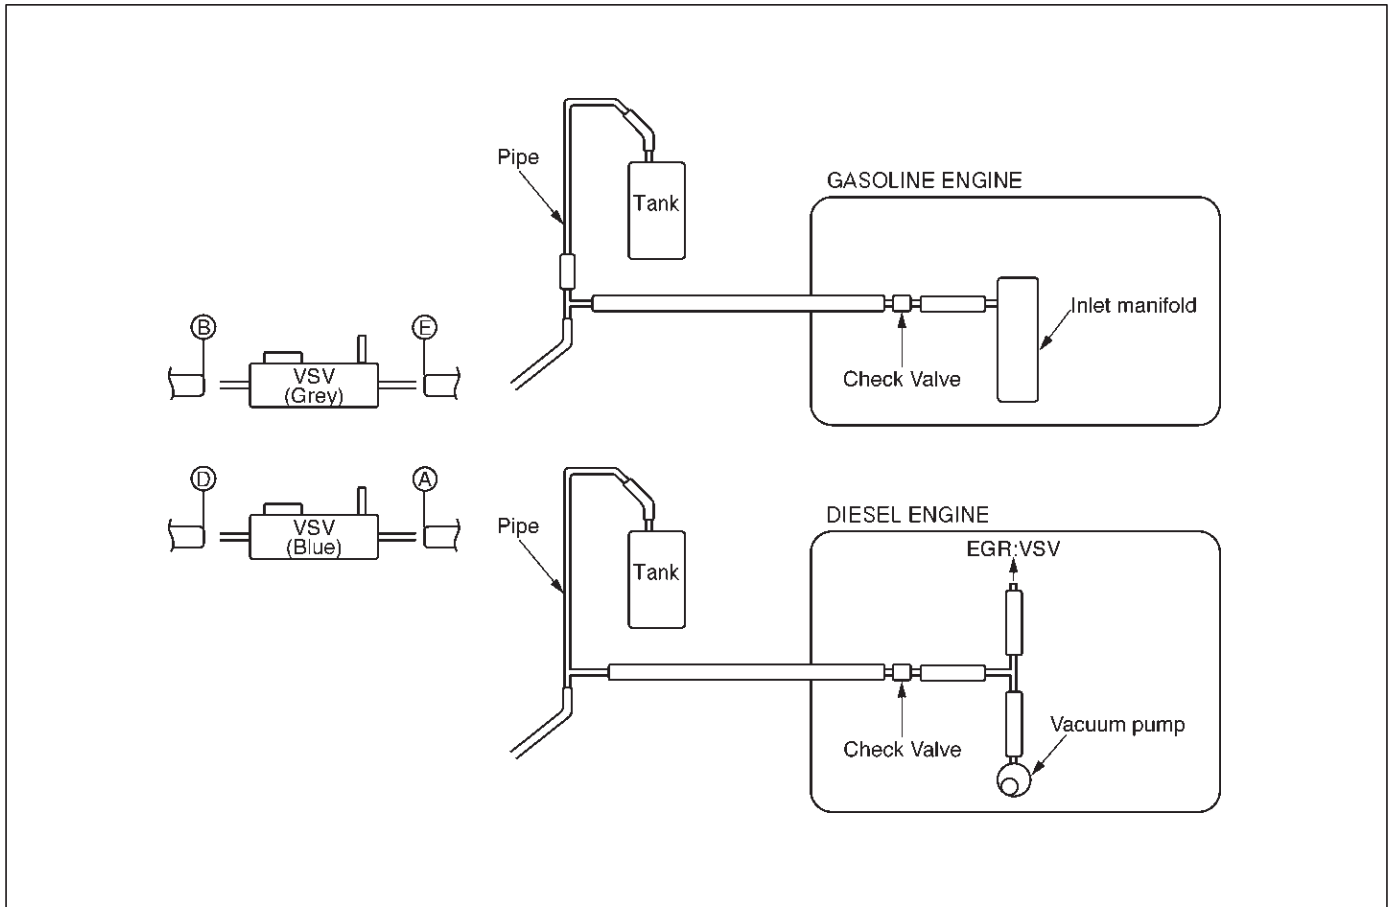 Pipe
Tank
GASOLINE ENGINE
Inlet manifold
Check Valve
B
E
VSV
(Grey)
D
A
VSV
(Blue)
Pipe
Tank
DIESEL ENGINE
EGR:VSV
Check Valve
Vacuum pump